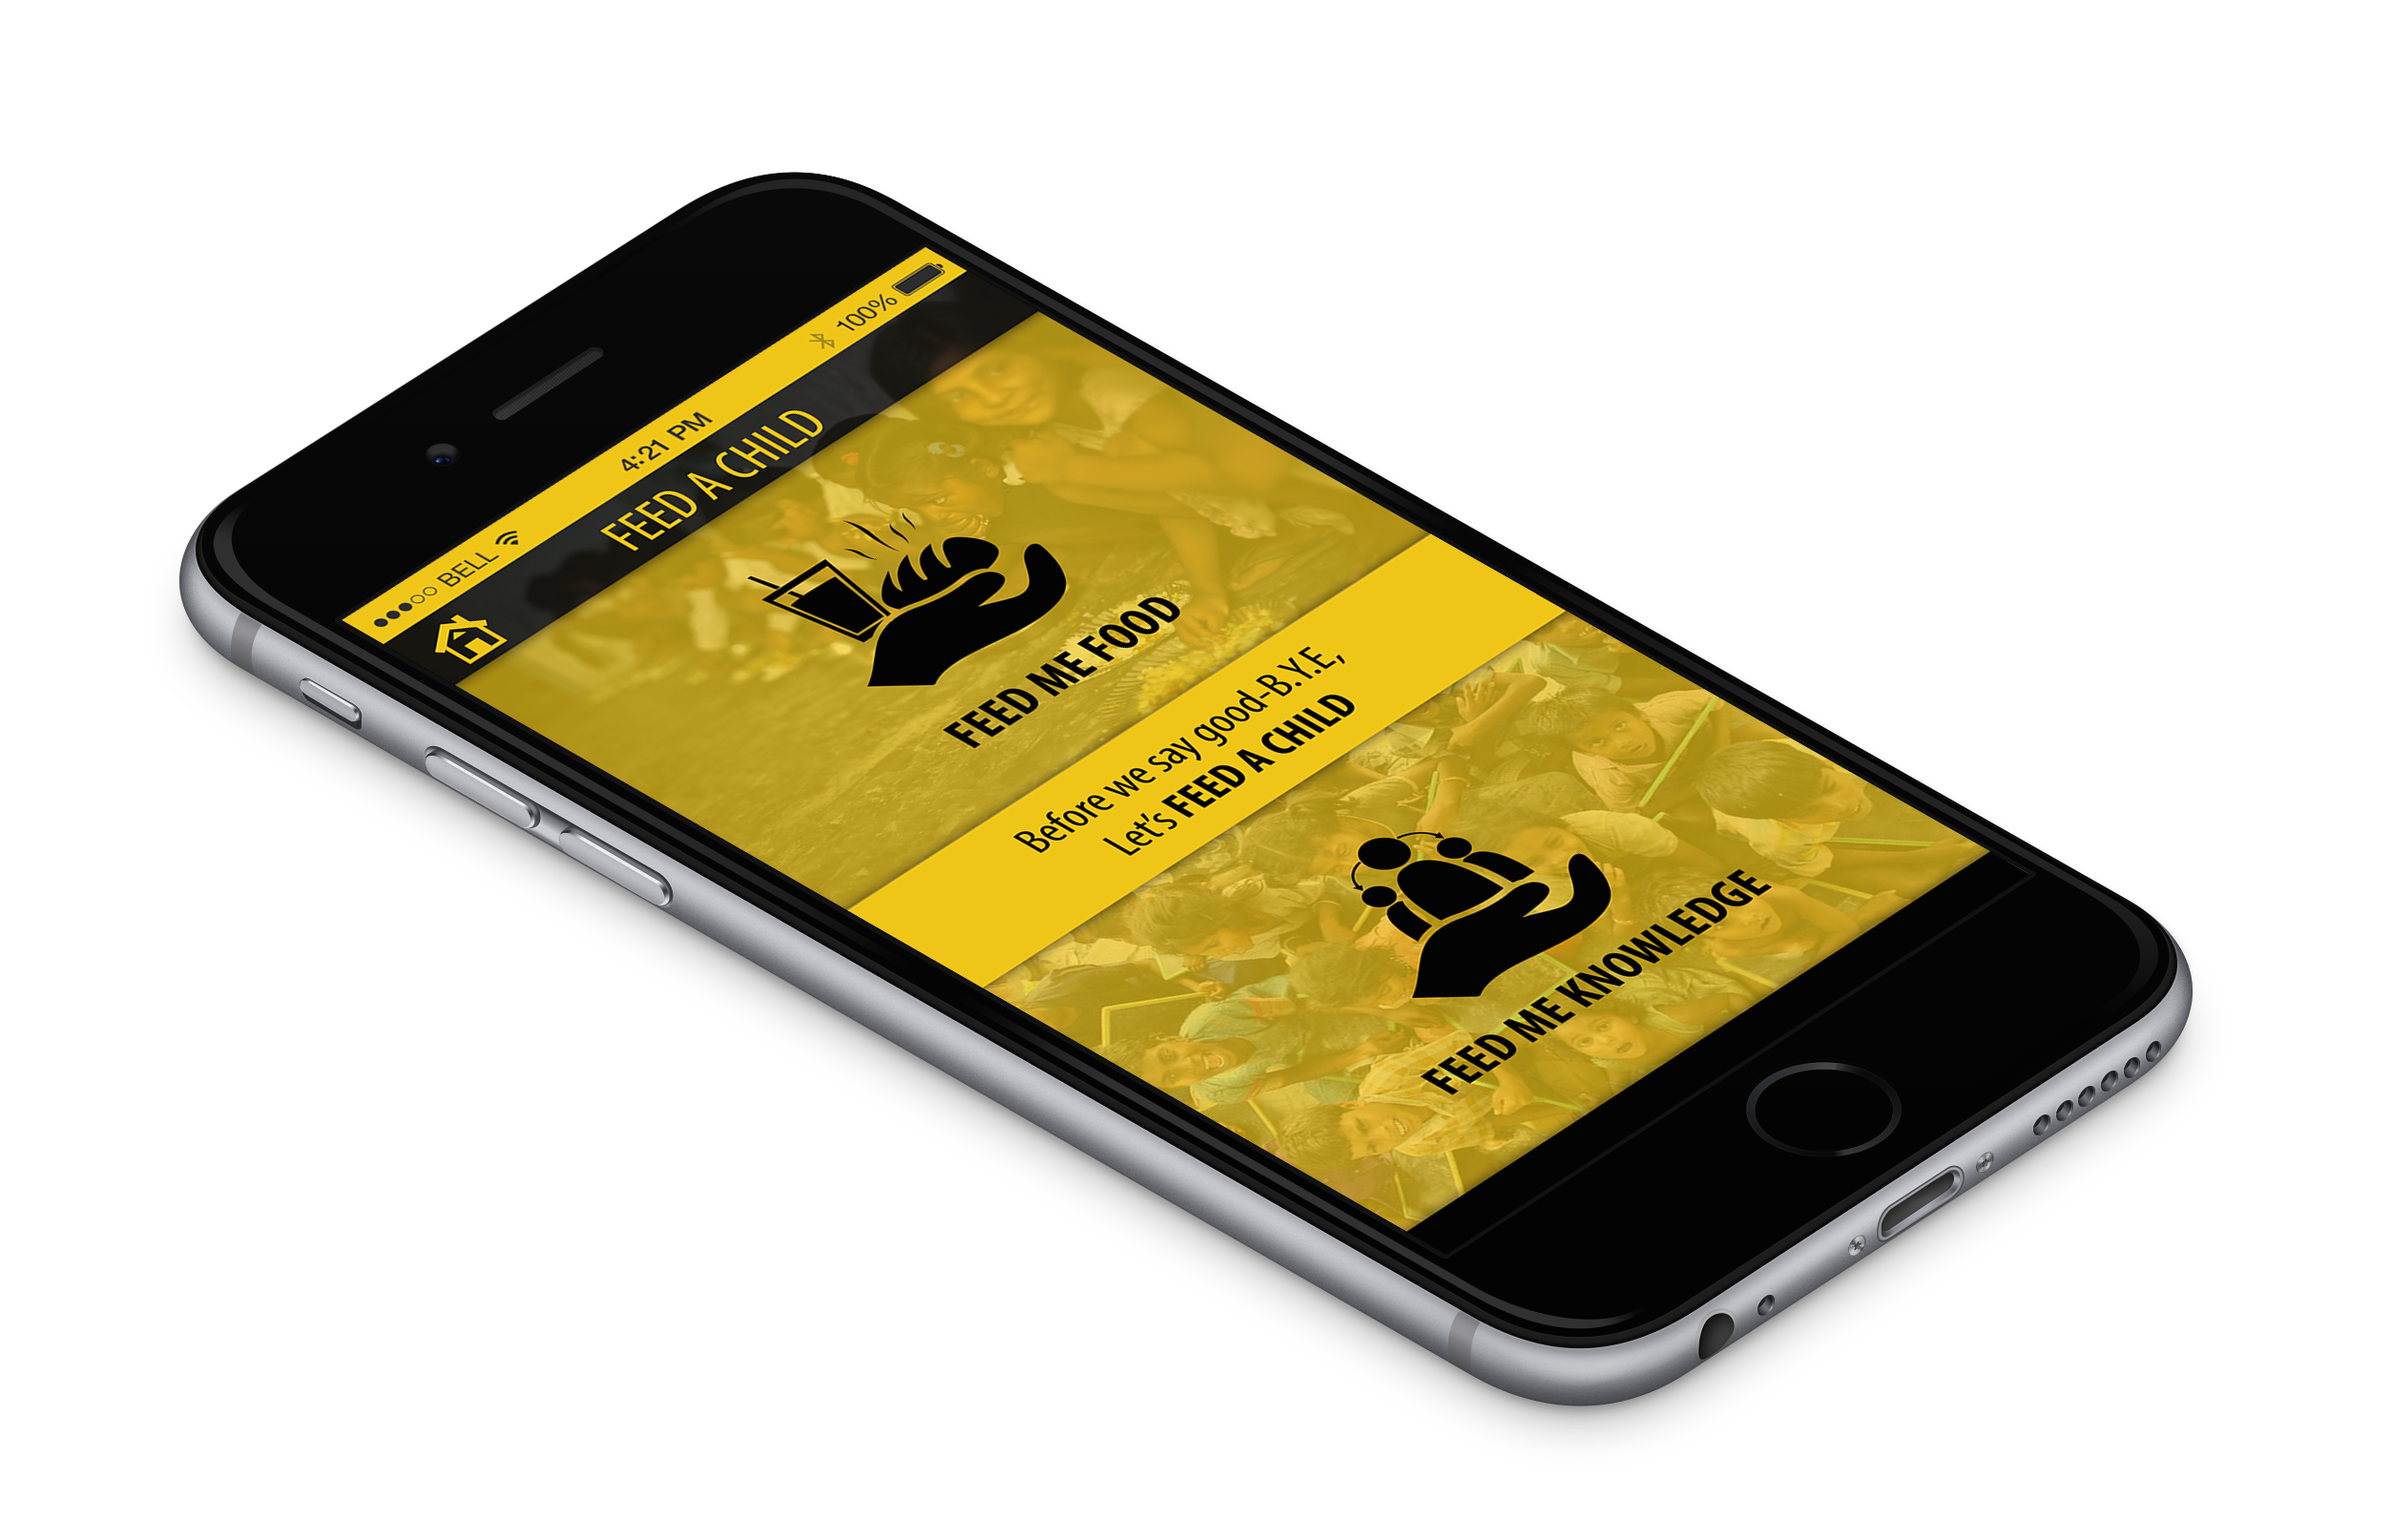 BELL 4:21 PM 100%
FEED A CHILD
FEED ME FOOD
Before we say good-B.Y.E,
Let's FEED A CHILD
FEED ME KNOWLEDGE